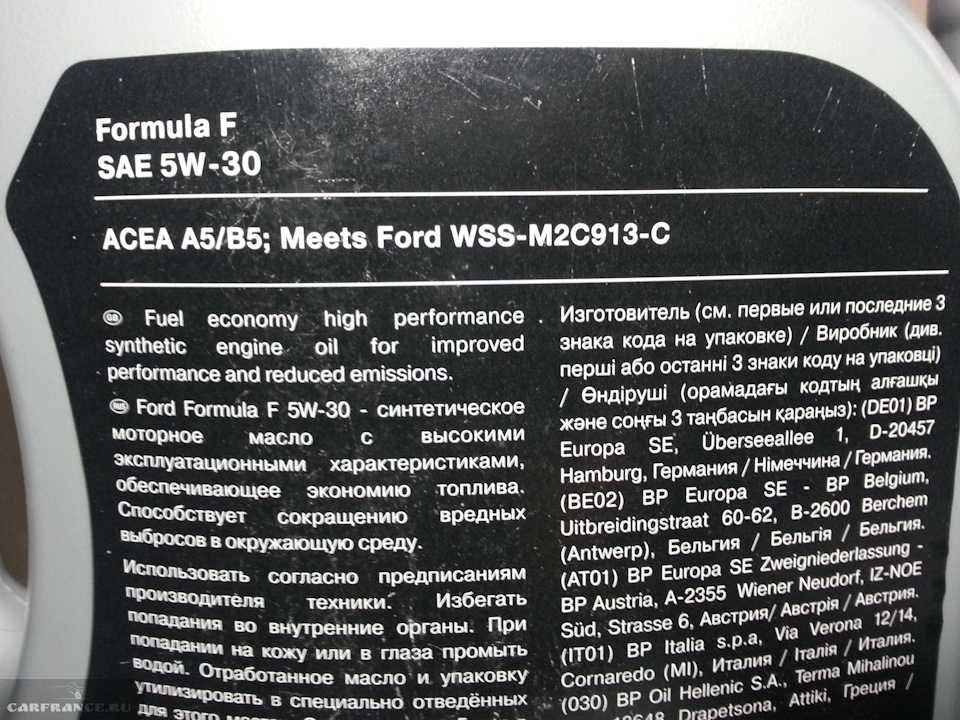 Formula F
SAE 5W-30
ACEA A5/B5; Meets Ford WSS-M2C913-C
GB Fuel economy high performance
synthetic engine oil for improved
performance and reduced emissions.
RUS Ford Formula F 5W-30 - синтетическое
моторное масло с высокими
эксплуатационными характеристиками,
обеспечивающее экономию топлива.
Способствует сокращению вредных
выбросов в окружающую среду.
Использовать согласно предписаниям
производителя техники. Избегать
попадания во внутренние органы. При
попадании на кожу или в глаза промыть
водой. Отработанное масло и упаковку
утилизировать в специально отведённых
для этого
Изготовитель (см. первые или последние 3
знака кода на упаковке) / Виробник (див.
перші або останні 3 знаки коду на упаковці)
/ Өндіруші (орамадағы кодтың алғашқы
және соңғы 3 таңбасын қараңыз): (DE01) BP
Europa SE, Überseeallee 1, D-20457
Hamburg, Германия / Німеччина / Германия.
(BE02) BP Europa SE - BP Belgium,
Uitbreidingstraat 60-62, B-2600 Berchem
(Antwerp), Бельгия / Бельгія / Бельгия.
(AT01) BP Europa SE Zweigniederlassung -
BP Austria, A-2355 Wiener Neudorf, IZ-NOE
Süd, Strasse 6, Австрия/ Австрія / Австрия.
(IT01) BP Italia s.p.a, Via Verona 12/14,
Cornaredo (MI), Италия / Італія / Италия.
(030) BP Oil Hellenic S.A., Terma Mihalinou
Drapetsona, Attiki, Греция /
CARFRANCE.RU